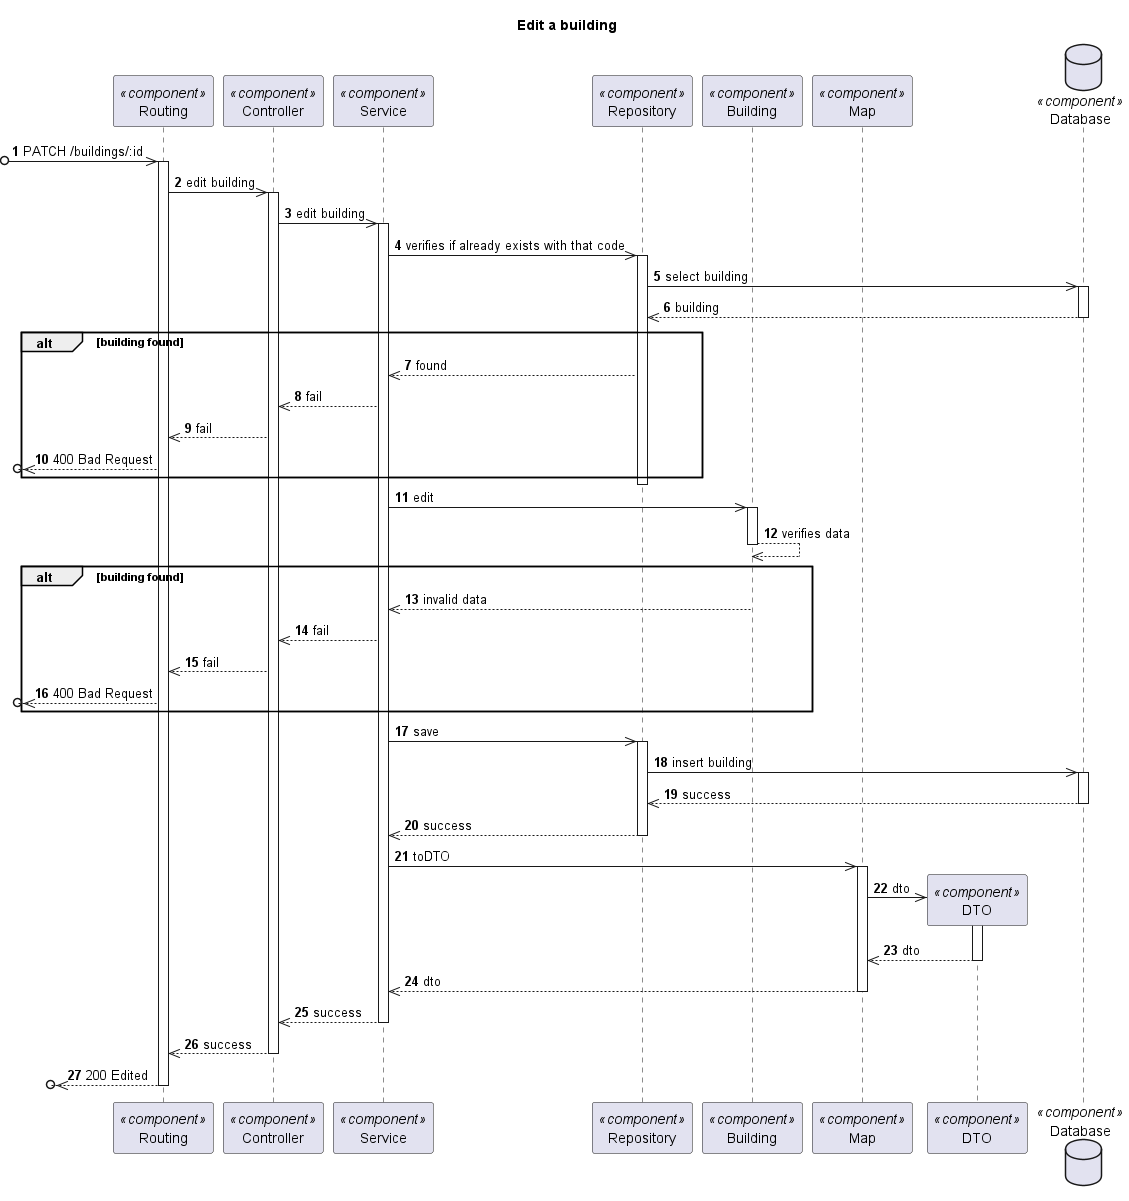 Edit a building
«component»
Routing
«component»
Controller
«component»
Service
«component»
Repository
«component»
Building
«component»
Map
«component»
Database
1 PATCH /buildings/:id
2 edit building
3 edit building
4 verifies if already exists with that code
5 select building
6 building
alt [building found]
7 found
8 fail
9 fail
10 400 Bad Request
11 edit
12 verifies data
alt [building found]
13 invalid data
14 fail
15 fail
16 400 Bad Request
17 save
18 insert building
19 success
20 success
21 toDTO
22 dto
«component»
DTO
23 dto
24 dto
25 success
26 success
27 200 Edited
«component»
Routing
«component»
Controller
«component»
Service
«component»
Repository
«component»
Building
«component»
Map
«component»
DTO
«component»
Database